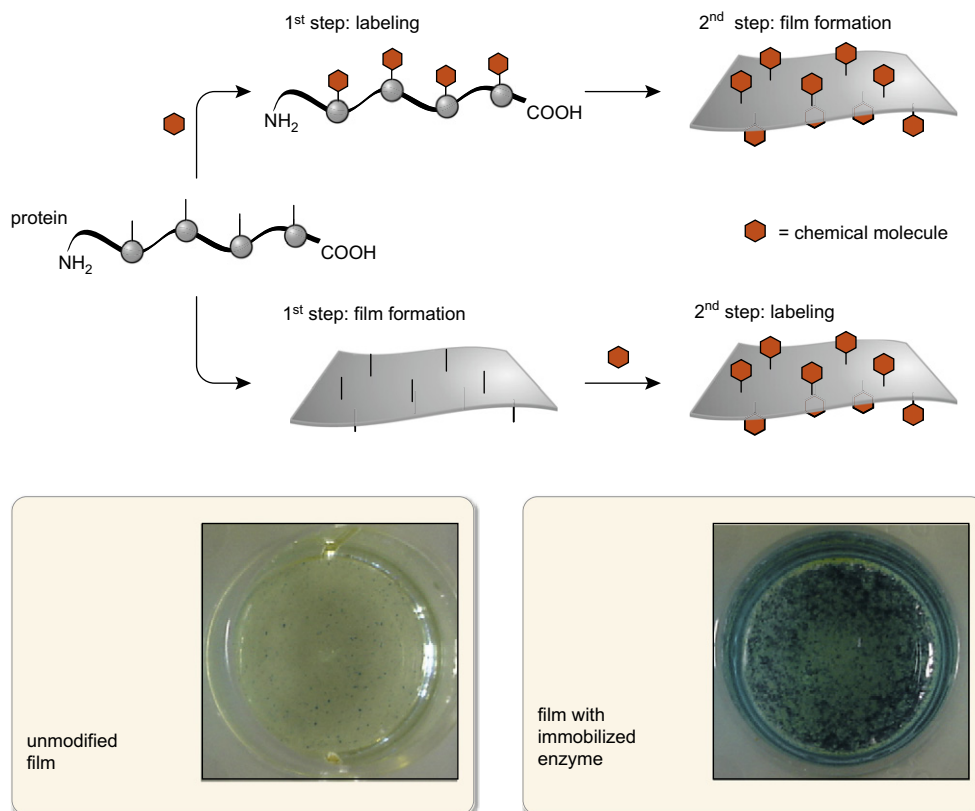 1st step: labeling
2nd step: film formation
NH2
COOH
protein
NH2
COOH
= chemical molecule
1st step: film formation
2nd step: labeling
unmodified
film
film with
immobilized
enzyme